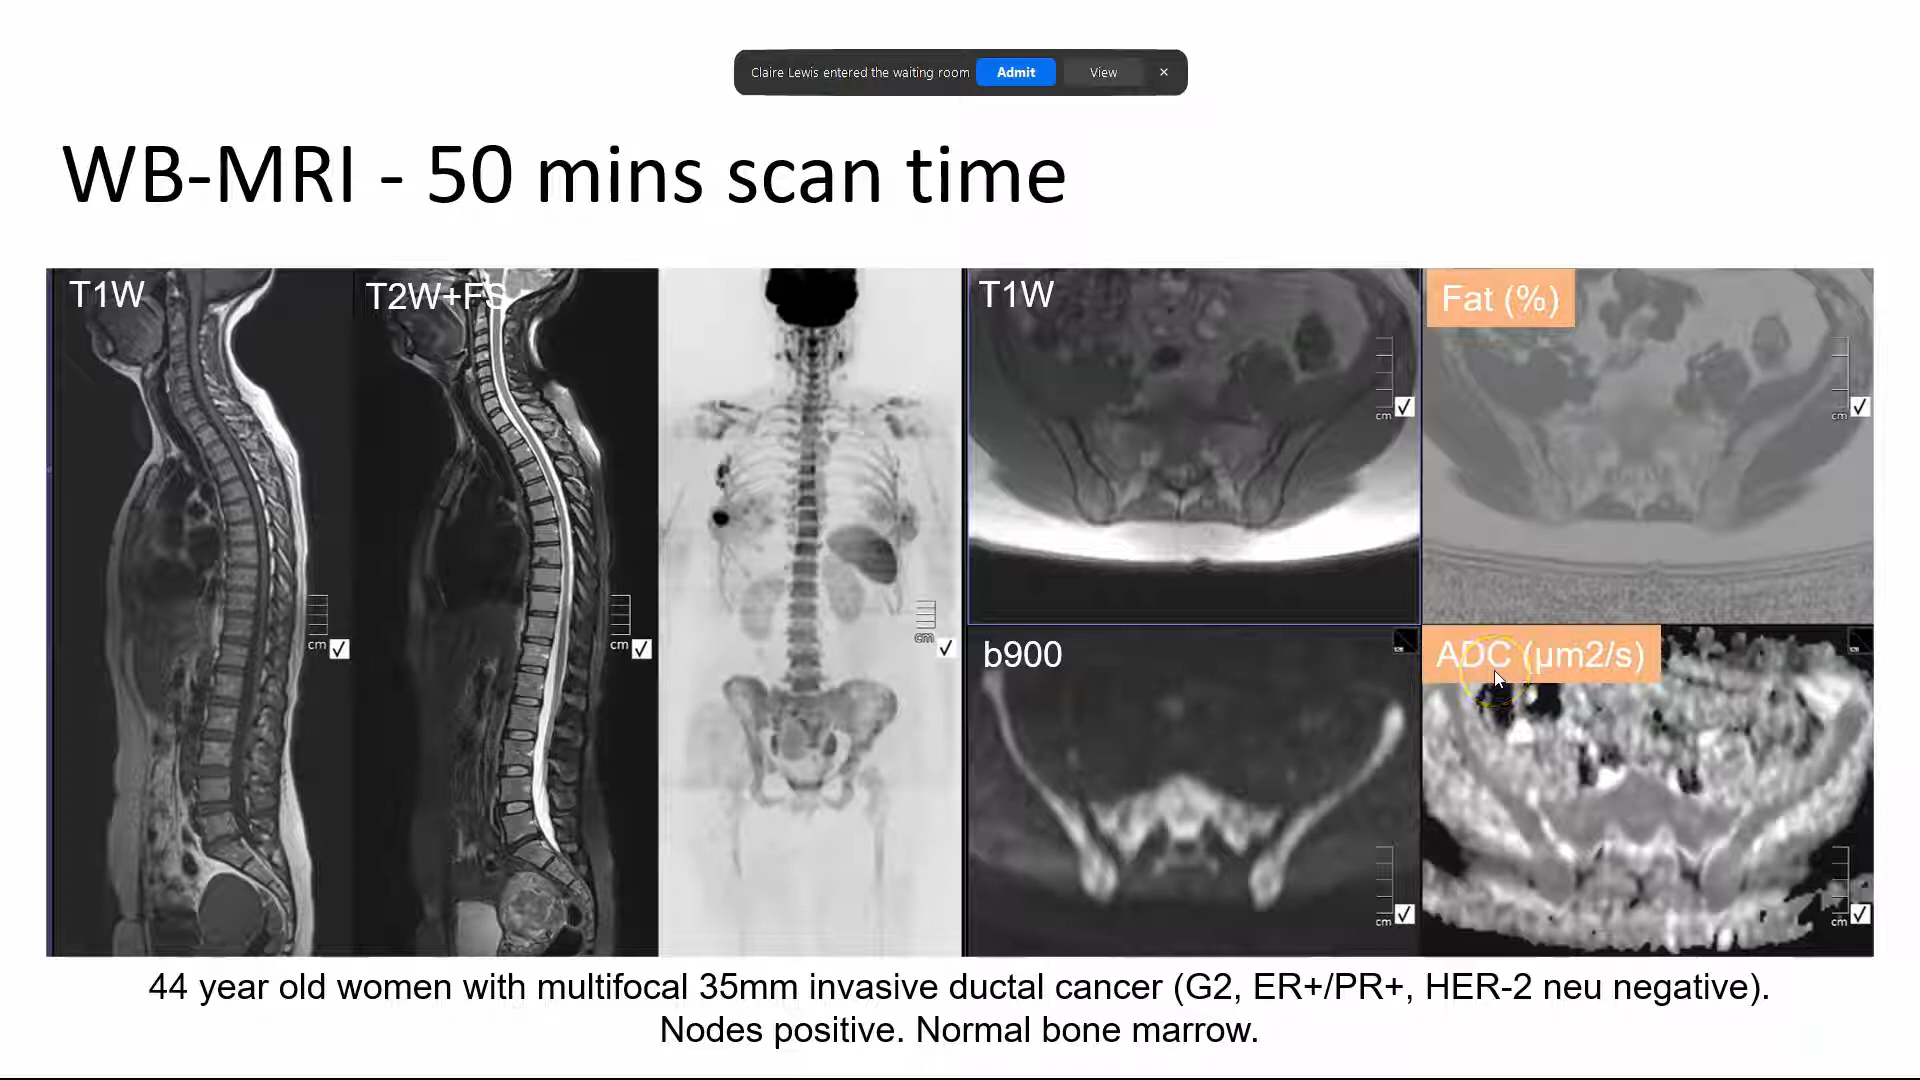 Claire Lewis entered the waiting room Admit View ×
WB-MRI - 50 mins scan time
T1W
T2W+FS
T1W
Fat (%)
cm
cm
cm
cm
cm
b900
ADC (µm2/s)
cm
cm
44 year old women with multifocal 35mm invasive ductal cancer (G2, ER+/PR+, HER-2 neu negative).
Nodes positive. Normal bone marrow.